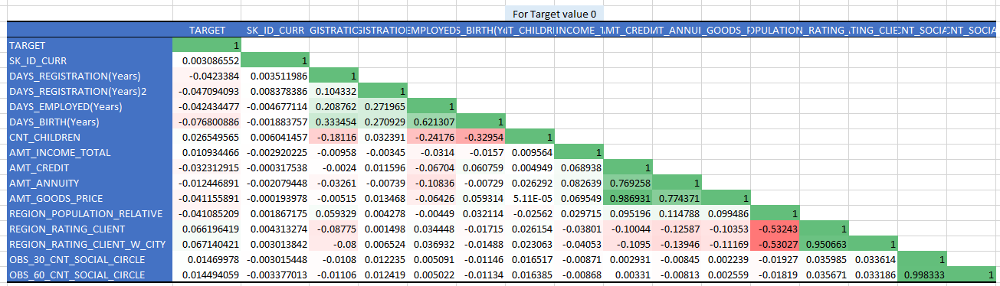 For Target value 0
TARGET SK_ID_CURR GISTRATIC GISTRATIO EMPLOYED S_BIRTH(Ye T_CHILDRI INCOME_T MT_CREDI MT_ANNUI _GOODS_F OPULATION _RATING_ TING_CLIE CNT_SOCIA CNT_SOCIA
TARGET 1
SK_ID_CURR 0.003086552 1
DAYS_REGISTRATION(Years) -0.0423384 0.003511986 1
DAYS_REGISTRATION(Years)2 -0.047094093 0.008378386 0.104332 1
DAYS_EMPLOYED(Years) -0.042434477 -0.004677114 0.208762 0.271965 1
DAYS_BIRTH(Years) -0.076800886 -0.001883757 0.333454 0.270929 0.621307 1
CNT_CHILDREN 0.026549565 0.006041457 -0.18116 0.032391 -0.24176 -0.32954 1
AMT_INCOME_TOTAL 0.010934466 -0.002920225 -0.00958 -0.00345 -0.0314 -0.0157 0.009564 1
AMT_CREDIT -0.032312915 -0.000317538 -0.0024 0.011596 -0.06704 0.060759 0.004949 0.068938 1
AMT_ANNUITY -0.012446891 -0.002079448 -0.03261 -0.00739 -0.10836 -0.00729 0.026292 0.082639 0.769258 1
AMT_GOODS_PRICE -0.041155891 -0.000193978 -0.00515 0.013468 -0.06426 0.059314 5.11E-05 0.069549 0.986931 0.774371 1
REGION_POPULATION_RELATIVE -0.041085209 0.001867175 0.059329 0.004278 -0.00449 0.032114 -0.02562 0.029715 0.095196 0.114788 0.099486 1
REGION_RATING_CLIENT 0.066196419 0.004313274 -0.08775 0.001498 0.034448 -0.01715 0.026154 -0.03801 -0.10044 -0.12587 -0.10353 -0.53243 1
REGION_RATING_CLIENT_W_CITY 0.067140421 0.003013842 -0.08 0.006524 0.036932 -0.01488 0.023063 -0.04053 -0.1095 -0.13946 -0.11169 -0.53027 0.950663 1
OBS_30_CNT_SOCIAL_CIRCLE 0.01469978 -0.003015448 -0.0108 0.012235 0.005091 -0.01146 0.016517 -0.00871 0.002931 -0.00845 0.002239 -0.01927 0.035985 0.033614 1
OBS_60_CNT_SOCIAL_CIRCLE 0.014494059 -0.003377013 -0.01106 0.012419 0.005022 -0.01134 0.016385 -0.00868 0.00331 -0.00813 0.002559 -0.01819 0.035671 0.033186 0.998333 1